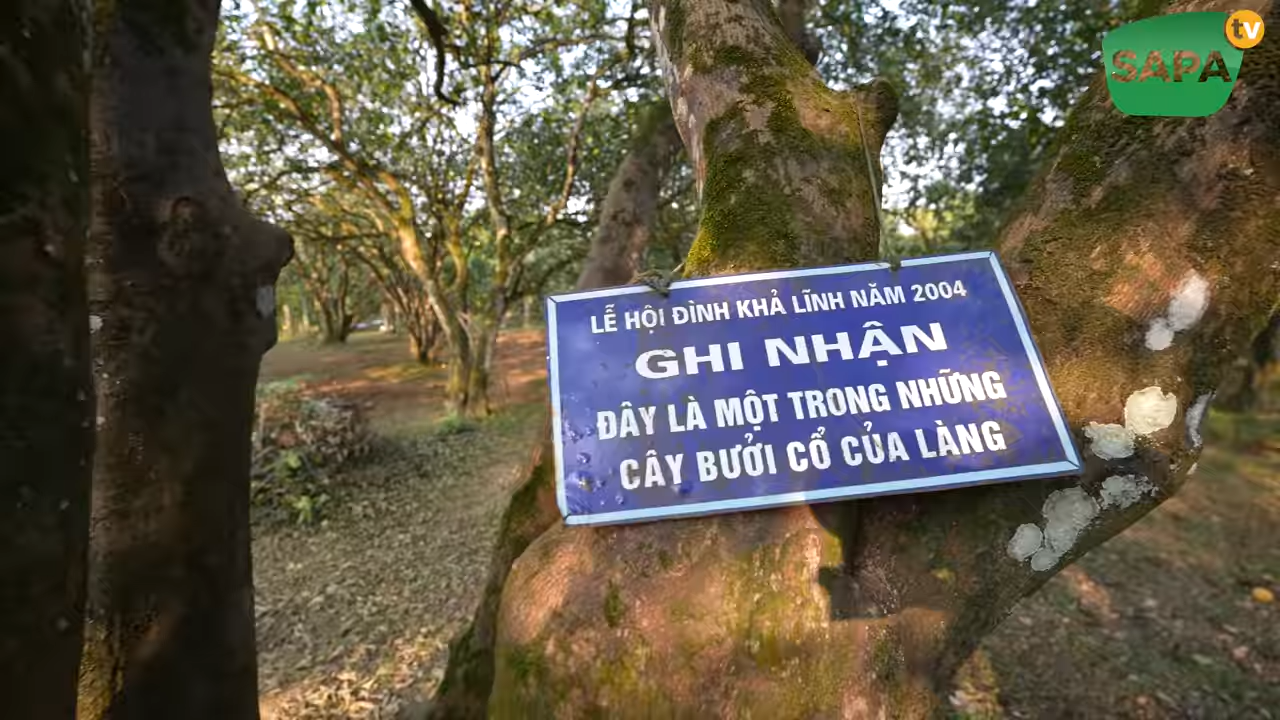 SAPA tv
LỄ HỘI ĐÌNH KHẢ LĨNH NĂM 2004
GHI NHẬN
ĐÂY LÀ MỘT TRONG NHỮNG
CÂY BƯỞI CỔ CỦA LÀNG